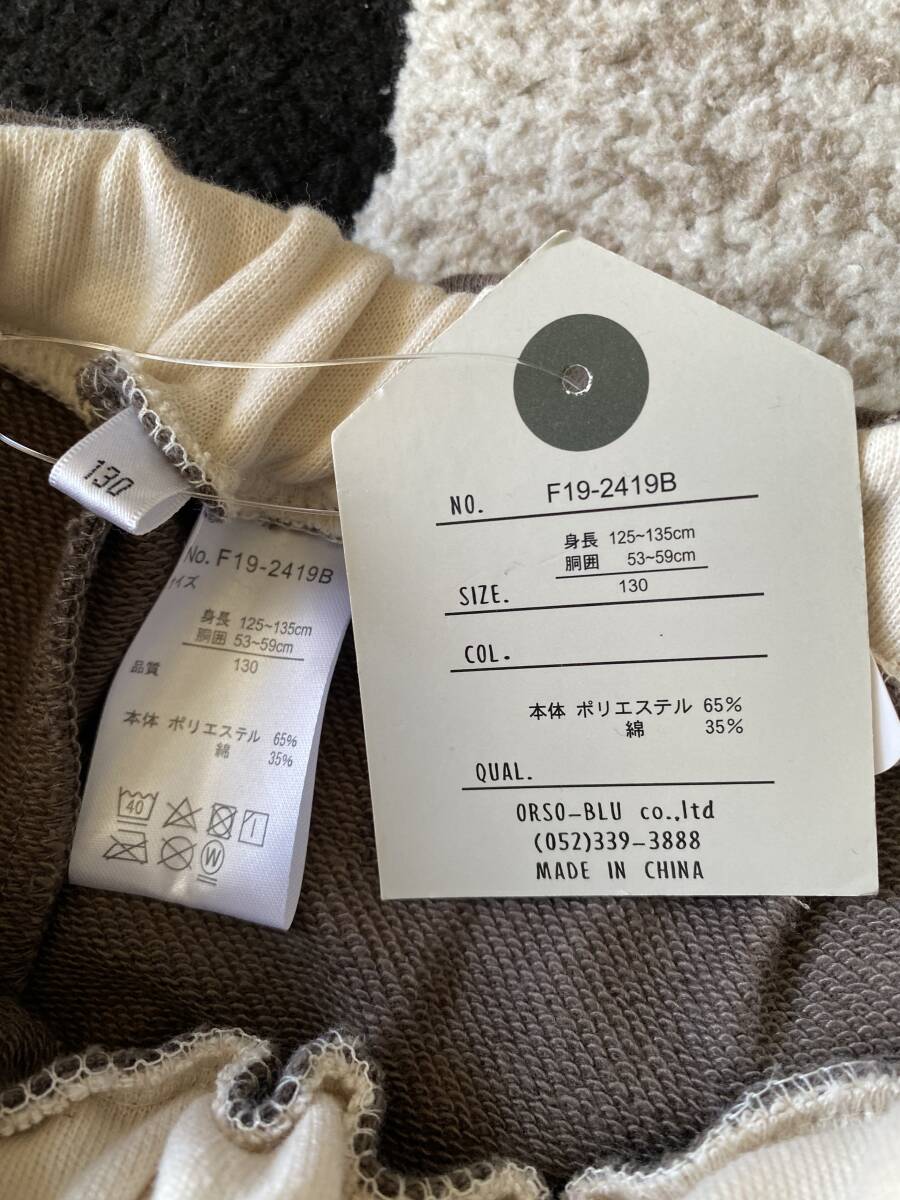 130
No. F19-2419B
イズ
身長 125~135cm
胴囲 53~59cm
130
品質
本体 ポリエステル 65%
綿 35%
40
W
NO. F19-2419B
身長 125~135cm
胴囲 53~59cm
SIZE. 130
COL.
本体 ポリエステル 65%
綿 35%
QUAL.
ORSO-BLU co.,ltd
(052)339-3888
MADE IN CHINA